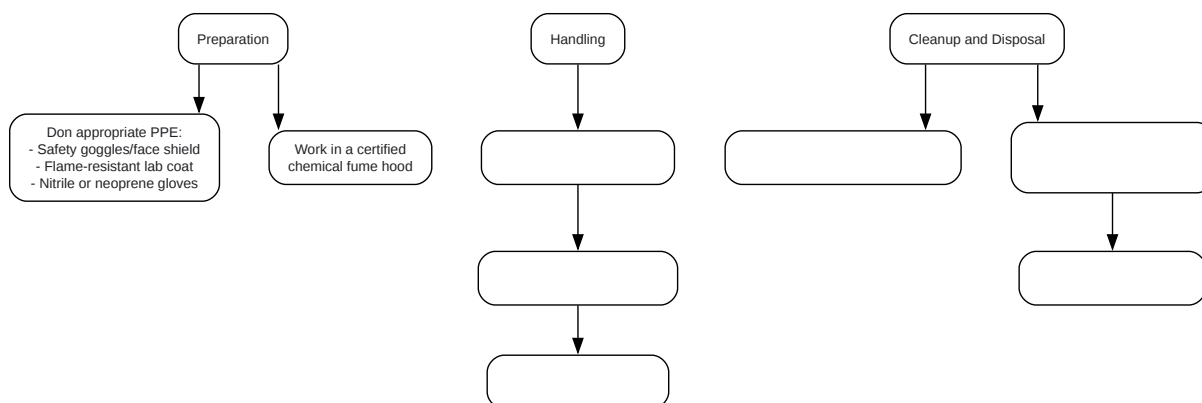 Preparation
Handling
Cleanup and Disposal
Don appropriate PPE:
- Safety goggles/face shield
- Flame-resistant lab coat
- Nitrile or neoprene gloves
Work in a certified
chemical fume hood